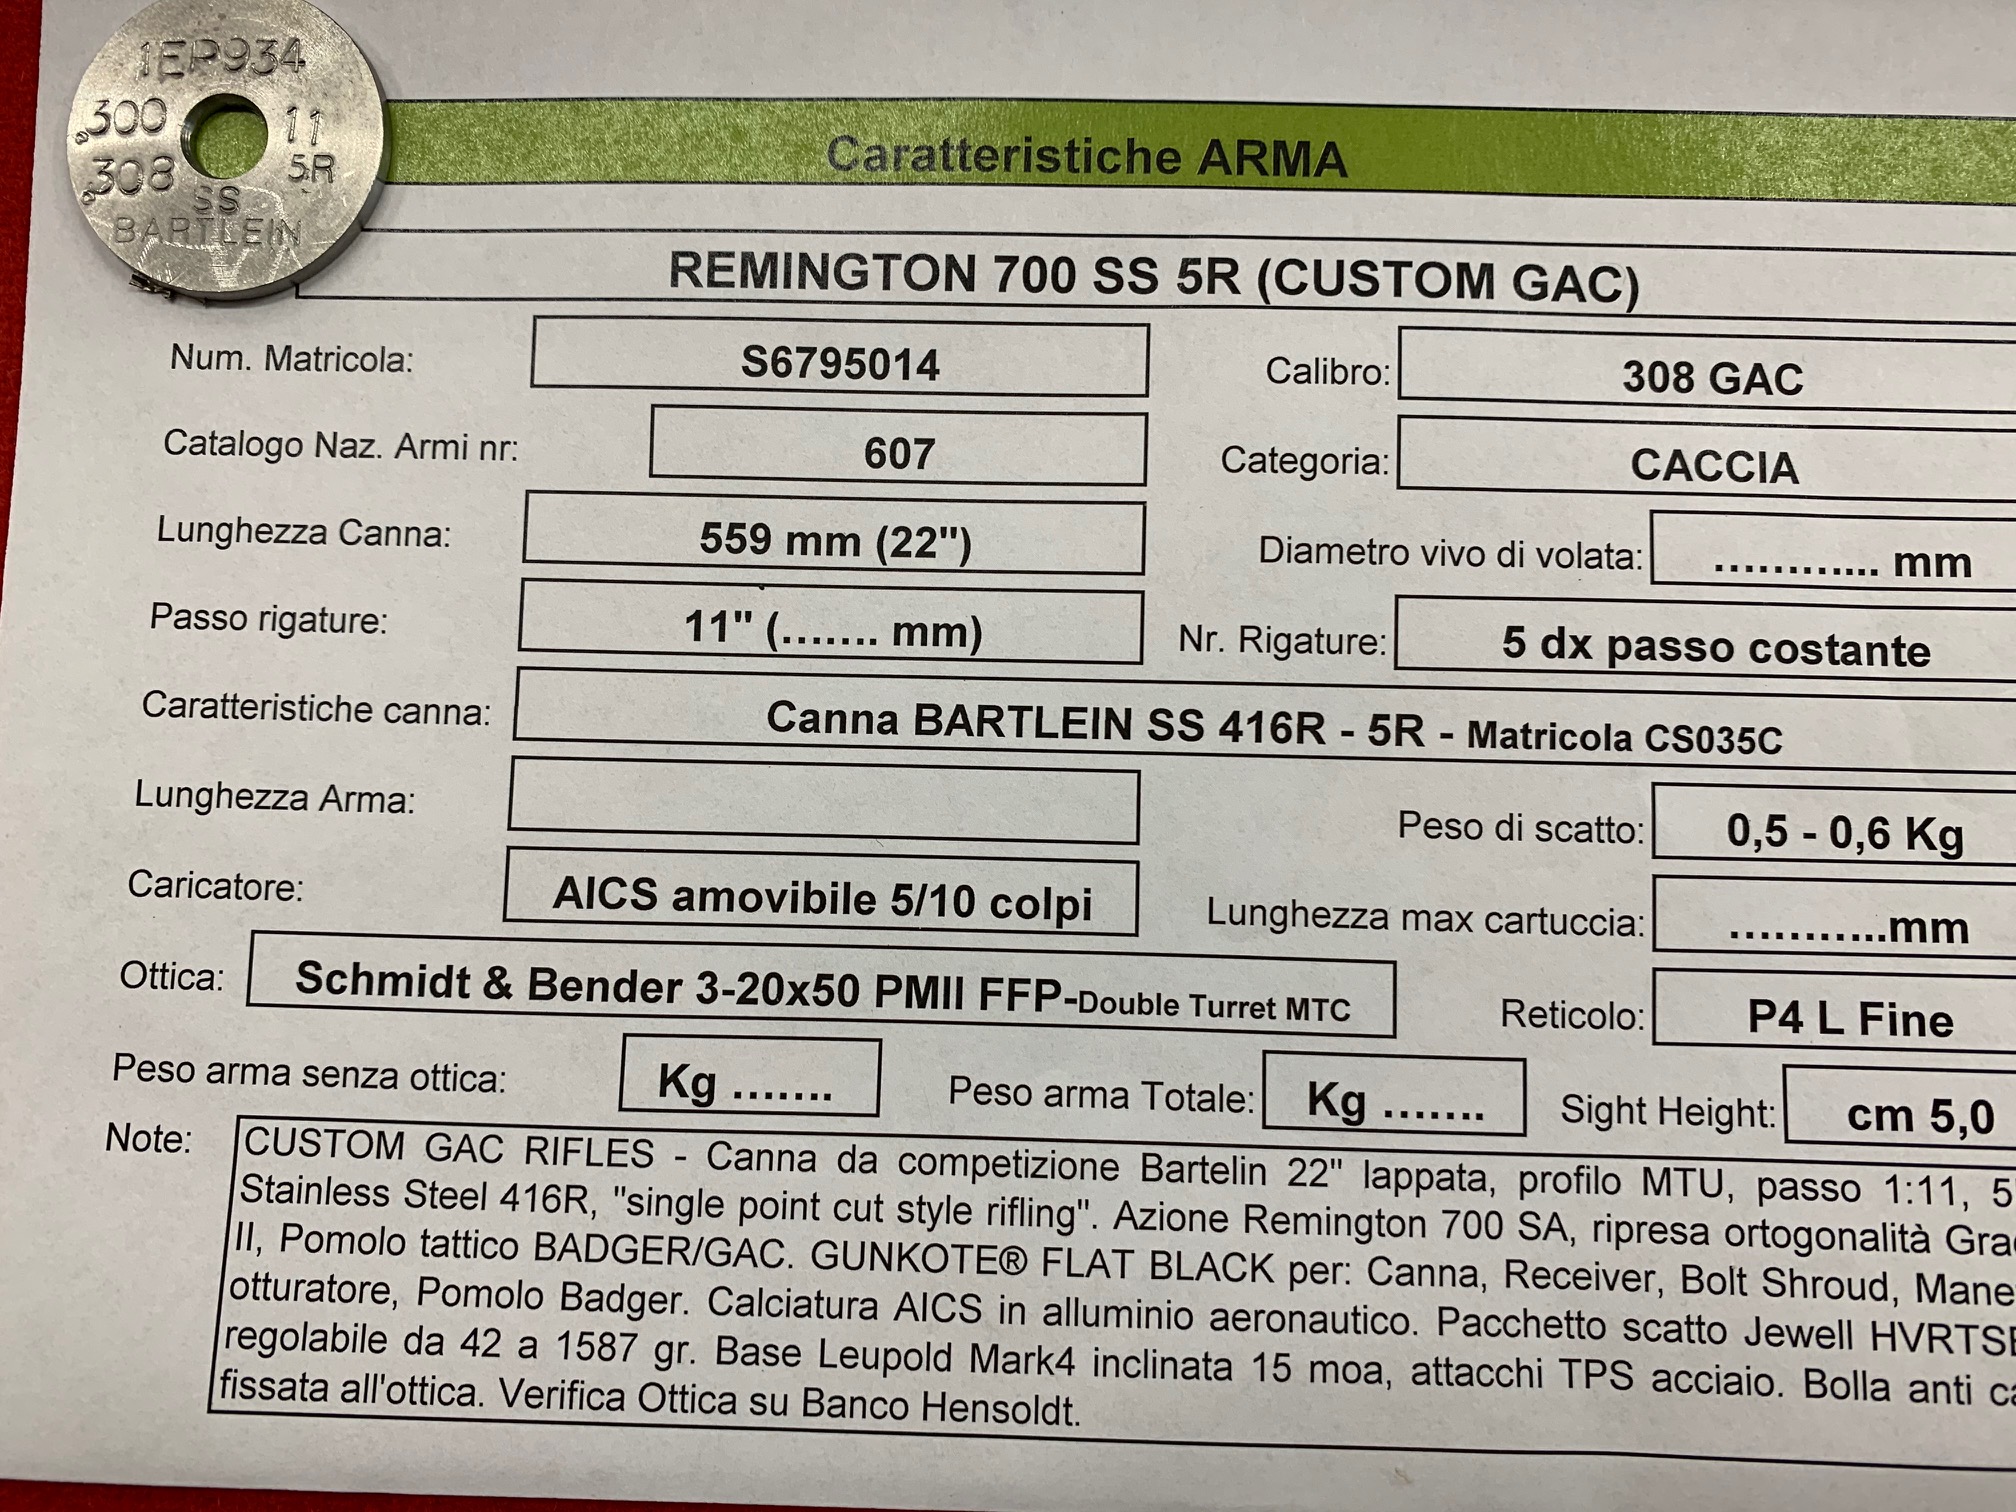 1EP934
.300 11
.308 5R
SS
BARTLEIN
Caratteristiche ARMA
REMINGTON 700 SS 5R (CUSTOM GAC)
Num. Matricola: S6795014 Calibro: 308 GAC
Catalogo Naz. Armi nr: 607 Categoria: CACCIA
Lunghezza Canna: 559 mm (22") Diametro vivo di volata: ............ mm
Passo rigature: 11" (....... mm) Nr. Rigature: 5 dx passo costante
Caratteristiche canna: Canna BARTLEIN SS 416R - 5R - Matricola CS035C
Lunghezza Arma: Peso di scatto: 0,5 - 0,6 Kg
Caricatore: AICS amovibile 5/10 colpi Lunghezza max cartuccia: ...........mm
Ottica: Schmidt & Bender 3-20x50 PMII FFP-Double Turret MTC Reticolo: P4 L Fine
Peso arma senza ottica: Kg ....... Peso arma Totale: Kg ....... Sight Height: cm 5,0
Note: CUSTOM GAC RIFLES - Canna da competizione Bartelin 22" lappata, profilo MTU, passo 1:11,
Stainless Steel 416R, "single point cut style rifling". Azione Remington 700 SA, ripresa ortogonalità
II, Pomolo tattico BADGER/GAC. GUNKOTE® FLAT BLACK per: Canna, Receiver, Bolt Shroud,
otturatore, Pomolo Badger. Calciatura AICS in alluminio aeronautico. Pacchetto scatto Jewell
regolabile da 42 a 1587 gr. Base Leupold Mark4 inclinata 15 moa, attacchi TPS acciaio. Bolla anti
fissata all'ottica. Verifica Ottica su Banco Hensoldt.